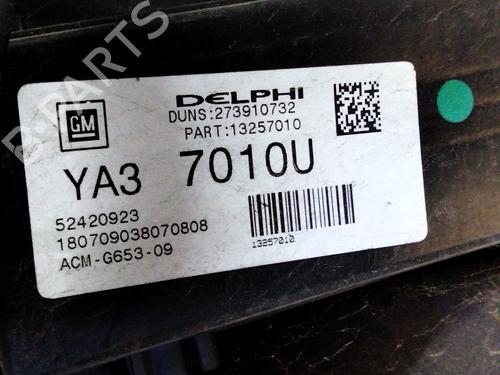 B-PARTS
GM
DELPHI
DUNS:273910732
PART:13257010
YA3 7010U
52420923
180709038070808
ACM-G653-09
13257010